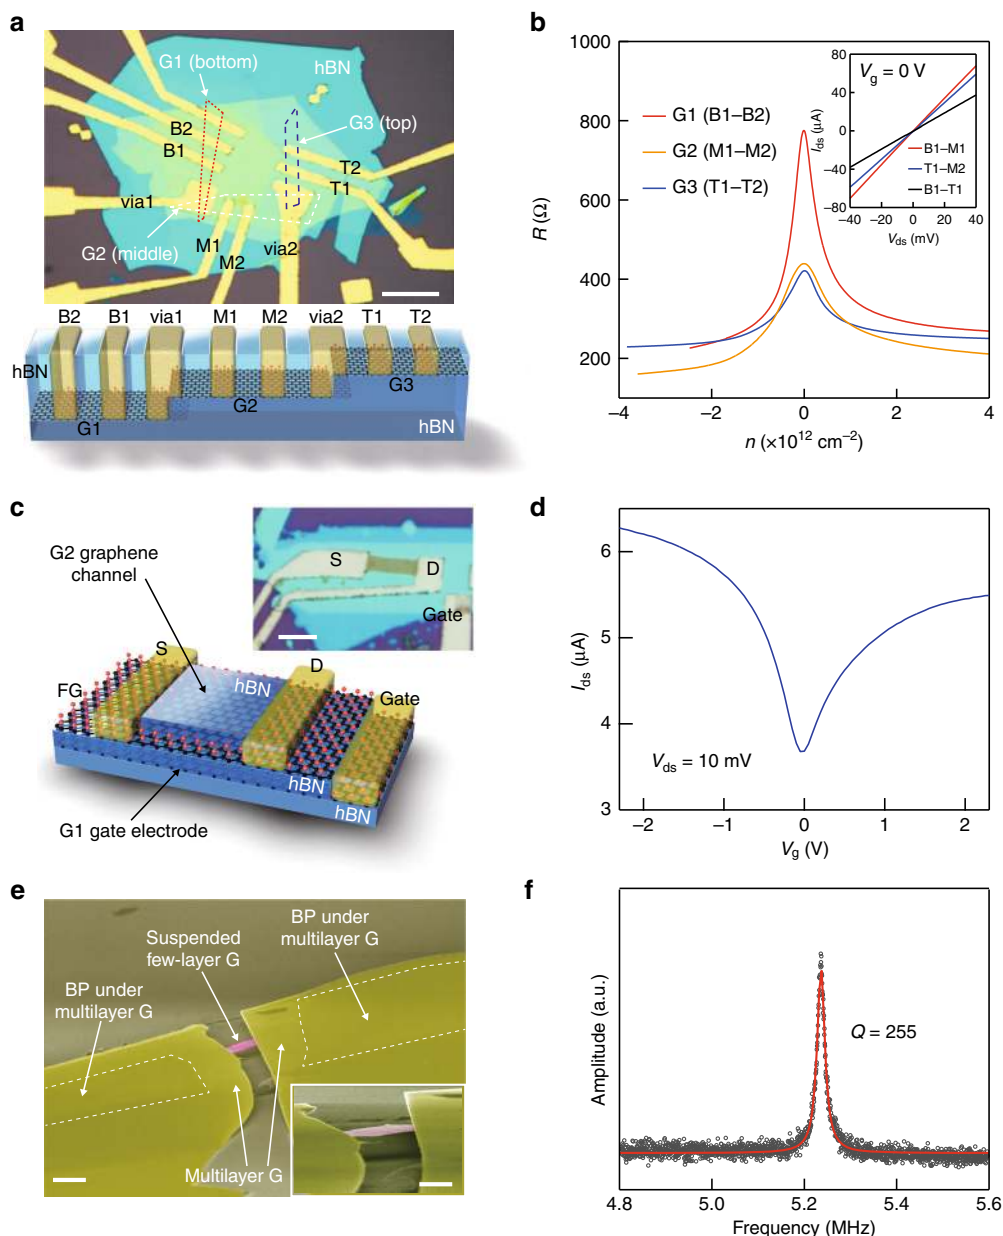 a
G1 (bottom)
hBN
B2
B1
G3 (top)
T2
T1
via1
G2 (middle)
M1
M2
via2
B2 B1 via1 M1 M2 via2 T1 T2
hBN
G1
G2
G3
hBN
b
1000
800
600
400
200
R (Ω)
−4 −2 0 2 4
n (×10¹² cm⁻²)
G1 (B1–B2)
G2 (M1–M2)
G3 (T1–T2)
Vg = 0 V
80
40
0
−40
−80
Ids (μA)
B1–M1
T1–M2
B1–T1
−40 −20 0 20 40
Vds (mV)
c
G2 graphene
channel
S
D
Gate
S
D
FG
hBN
Gate
hBN
hBN
G1 gate electrode
d
6
5
4
3
Ids (μA)
Vds = 10 mV
−2 −1 0 1 2
Vg (V)
e
BP under
multilayer G
Suspended
few-layer G
BP under
multilayer G
Multilayer G
f
Amplitude (a.u.)
Q = 255
4.8 5.0 5.2 5.4 5.6
Frequency (MHz)